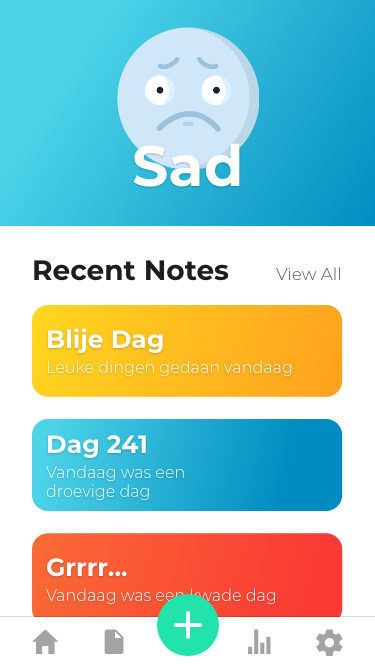 Sad
Recent Notes
View All
Blije Dag
Leuke dingen gedaan vandaag
Dag 241
Vandaag was een
droevige dag
Grrrr...
Vandaag was een kwade dag